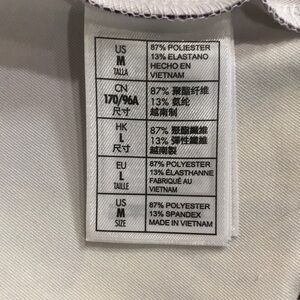 US
M
TALLA
87% POLIESTER
13% ELASTANO
HECHO EN
VIETNAM
CN
170/96A
尺寸
87% 聚酯纤维
13% 氨纶
越南制
HK
L
尺寸
87% 聚酯纖維
13% 彈性纖維
越南製
EU
L
TAILLE
87% POLYESTER
13% ÉLASTHANNE
FABRIQUÉ AU
VIETNAM
US
M
SIZE
87% POLYESTER
13% SPANDEX
MADE IN VIETNAM